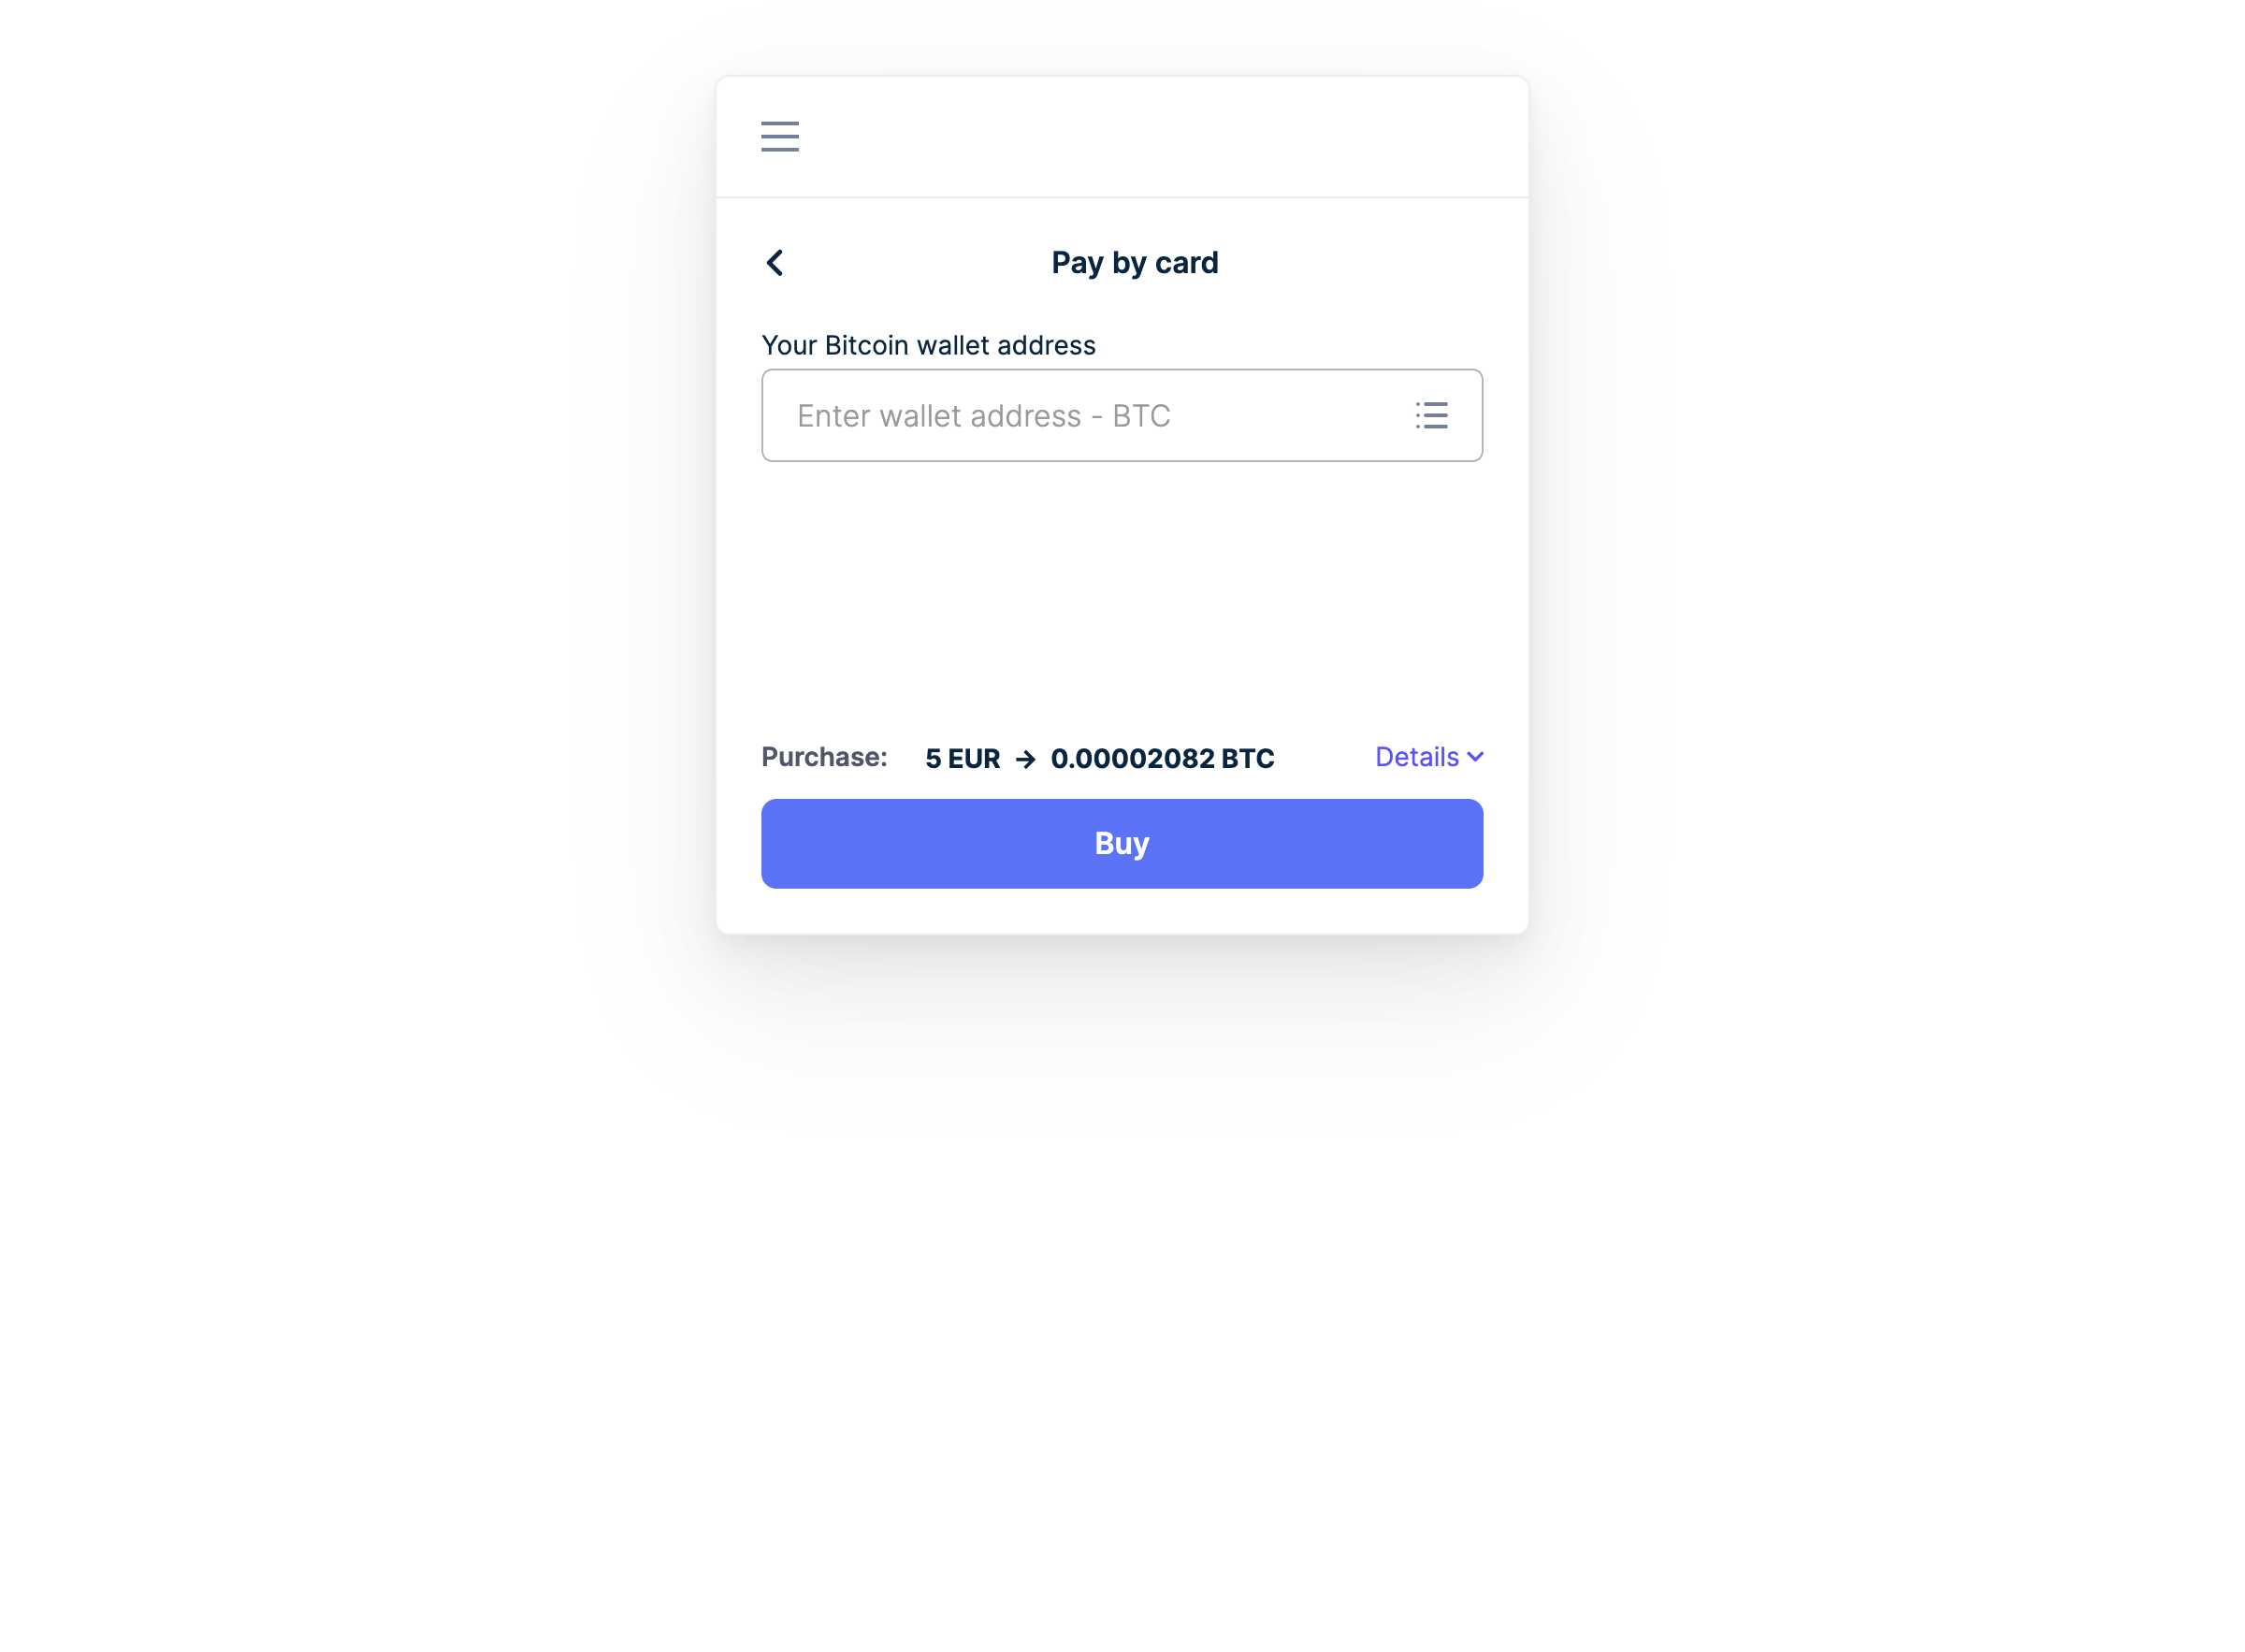 Pay by card
Your Bitcoin wallet address
Enter wallet address - BTC
Purchase: 5 EUR → 0.00002082 BTC Details
Buy